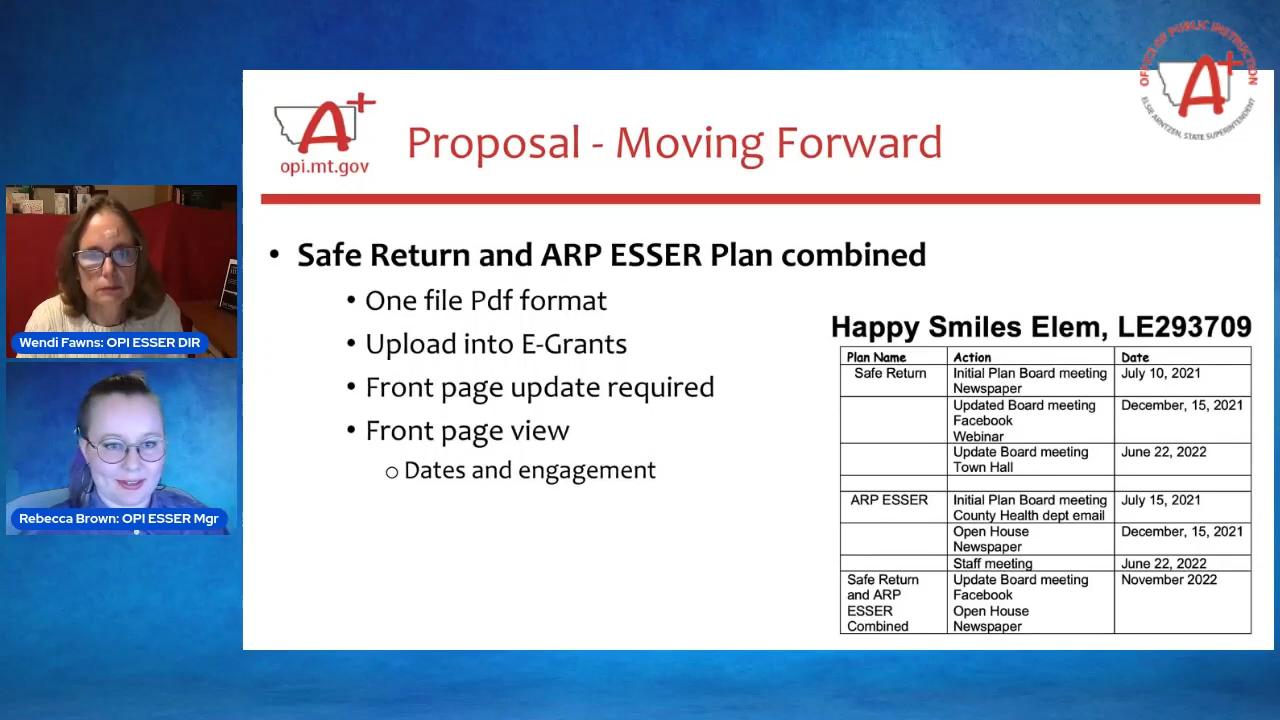 OFFICE OF PUBLIC INSTRUCTION
ELSIE ARNTZEN, STATE SUPERINTENDENT
A+
A+
opi.mt.gov
Proposal - Moving Forward
• Safe Return and ARP ESSER Plan combined
• One file Pdf format
• Upload into E-Grants
• Front page update required
• Front page view
o Dates and engagement
Happy Smiles Elem, LE293709
Plan Name Action Date
Safe Return Initial Plan Board meeting July 10, 2021
Newspaper
Updated Board meeting December, 15, 2021
Facebook
Webinar
Update Board meeting June 22, 2022
Town Hall
ARP ESSER Initial Plan Board meeting July 15, 2021
County Health dept email
Open House December, 15, 2021
Newspaper
Staff meeting June 22, 2022
Safe Return Update Board meeting November 2022
and ARP Facebook
ESSER Open House
Combined Newspaper
Wendi Fawns: OPI ESSER DIR
Rebecca Brown: OPI ESSER Mgr